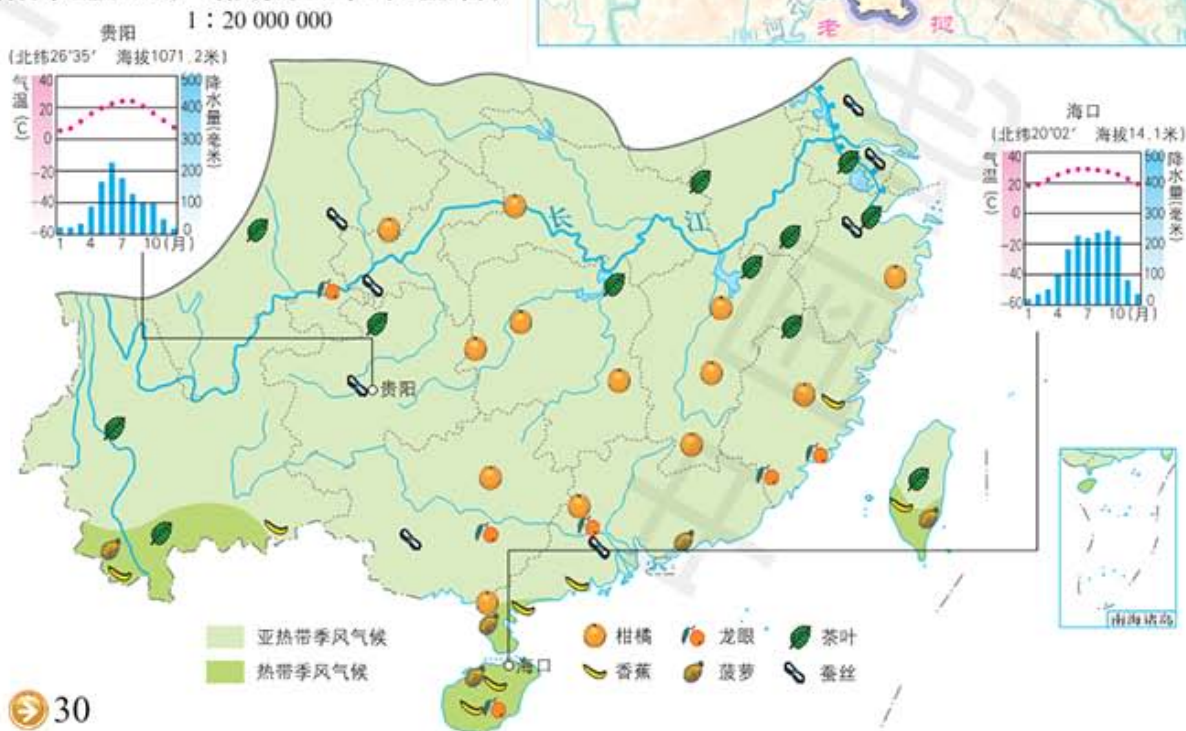 1：20 000 000
老 挝
河
贵阳
(北纬26°35′ 海拔1071.2米)
气温(℃)
降水量(毫米)
40
20
0
-20
-40
-60
500
400
300
200
100
0
1 4 7 10(月)
海口
(北纬20°02′ 海拔14.1米)
气温(℃)
降水量(毫米)
40
20
0
-20
-40
-60
500
400
300
200
100
0
1 4 7 10(月)
长 江
贵阳
海口
南海诸岛
亚热带季风气候
热带季风气候
柑橘 龙眼 茶叶
香蕉 菠萝 蚕丝
30